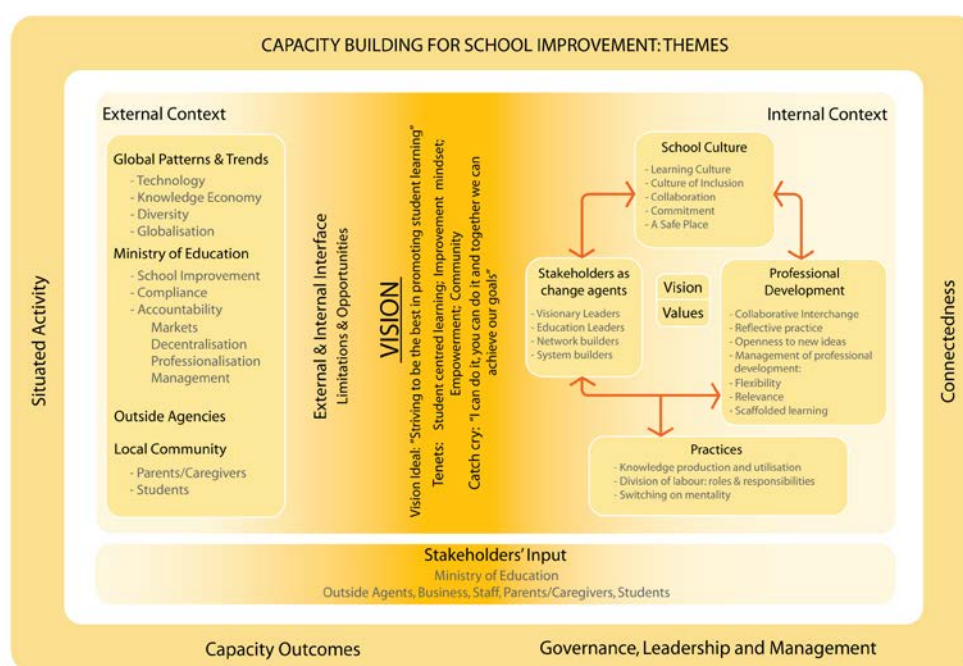 CAPACITY BUILDING FOR SCHOOL IMPROVEMENT: THEMES
Situated Activity
External Context
Global Patterns & Trends
- Technology
- Knowledge Economy
- Diversity
- Globalisation
Ministry of Education
- School Improvement
- Compliance
- Accountability
Markets
Decentralisation
Professionalisation
Management
Outside Agencies
Local Community
- Parents/Caregivers
- Students
External & Internal Interface
Limitations & Opportunities
VISION
Vision Ideal: "Striving to be the best in promoting student learning"
Tenets: Student centred learning; Improvement mindset;
Empowerment; Community
Catch cry: "I can do it, you can do it and together we can
achieve our goals"
Internal Context
School Culture
- Learning Culture
- Culture of Inclusion
- Collaboration
- Commitment
- A Safe Place
Stakeholders as
change agents
- Visionary Leaders
- Education Leaders
- Network builders
- System builders
Vision
Values
Professional
Development
- Collaborative Interchange
- Reflective practice
- Openness to new ideas
- Management of professional
development:
- Flexibility
- Relevance
- Scaffolded learning
Practices
- Knowledge production and utilisation
- Division of labour: roles & responsibilities
- Switching on mentality
Connectedness
Stakeholders' Input
Ministry of Education
Outside Agents, Business, Staff, Parents/Caregivers, Students
Capacity Outcomes
Governance, Leadership and Management